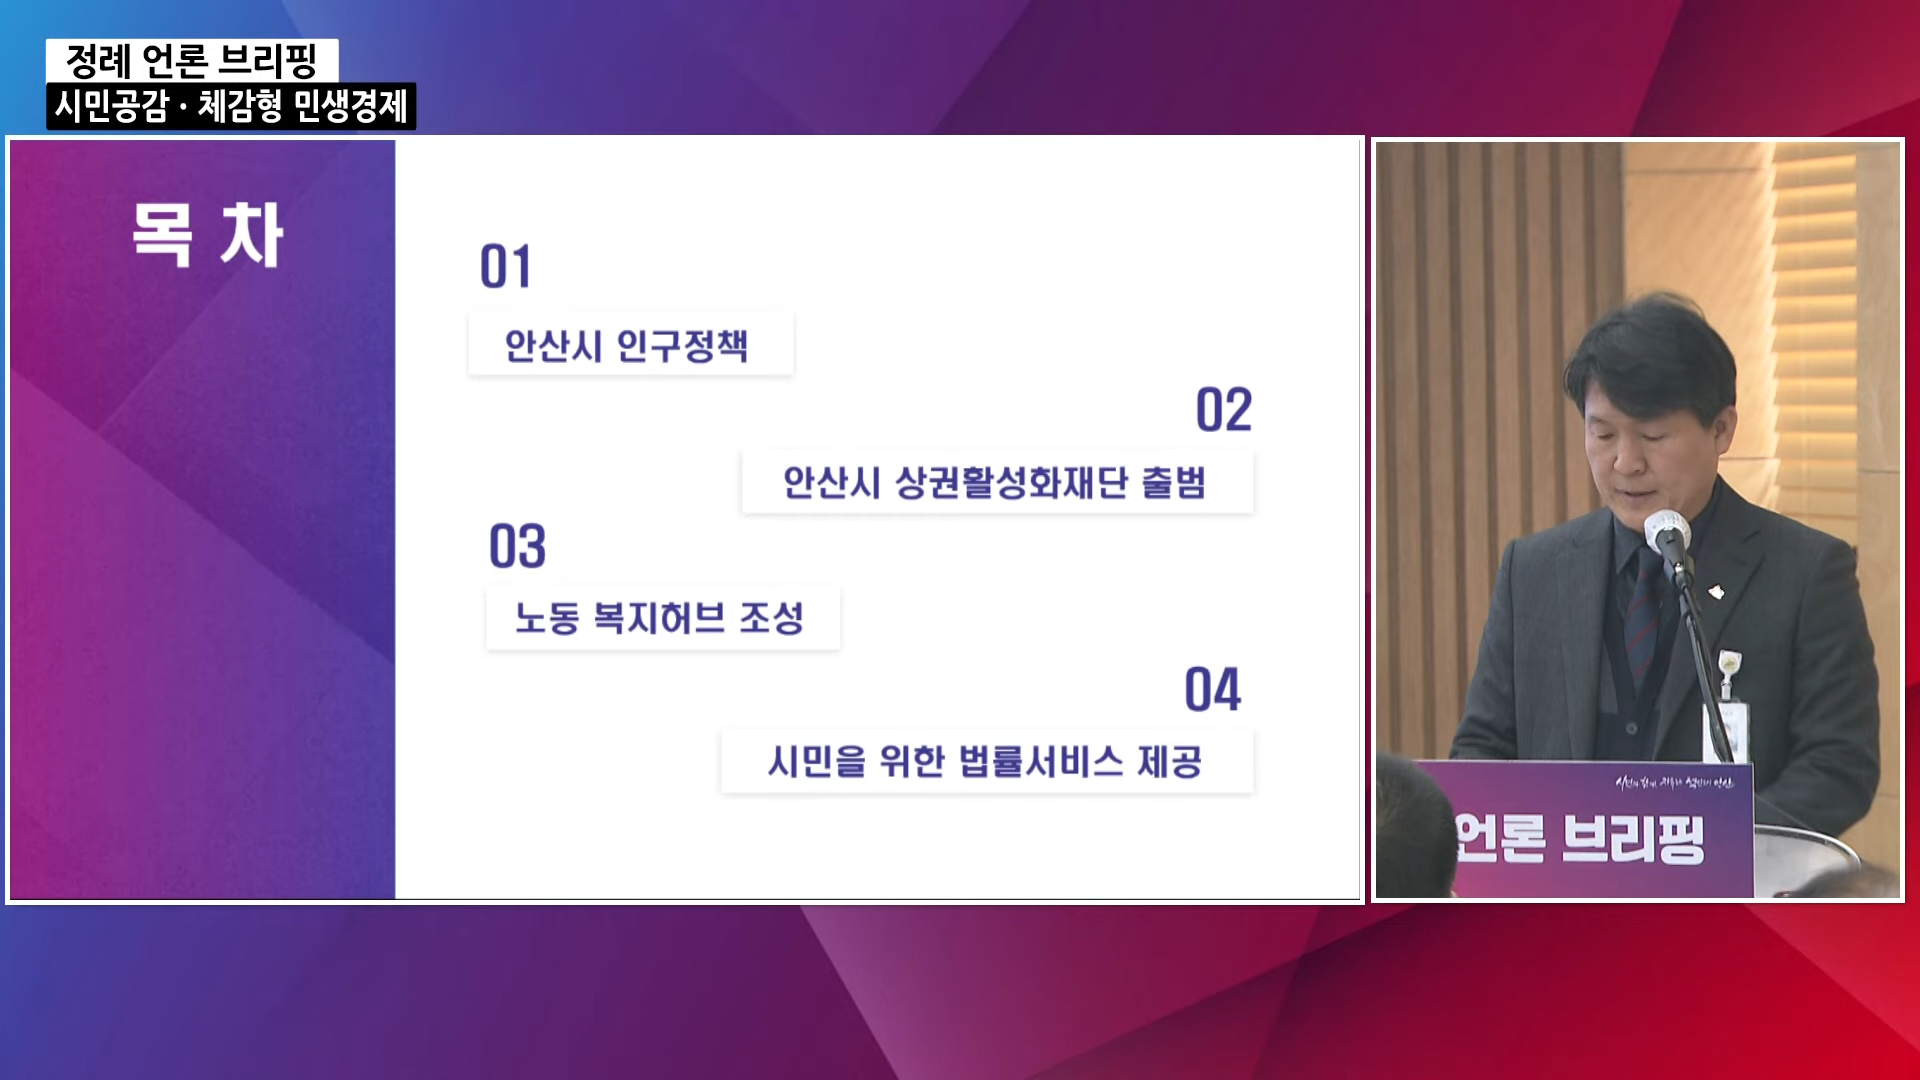 정례 언론 브리핑
시민공감·체감형 민생경제
목차
01
안산시 인구정책
02
안산시 상권활성화재단 출범
03
노동 복지허브 조성
04
시민을 위한 법률서비스 제공
언론 브리핑